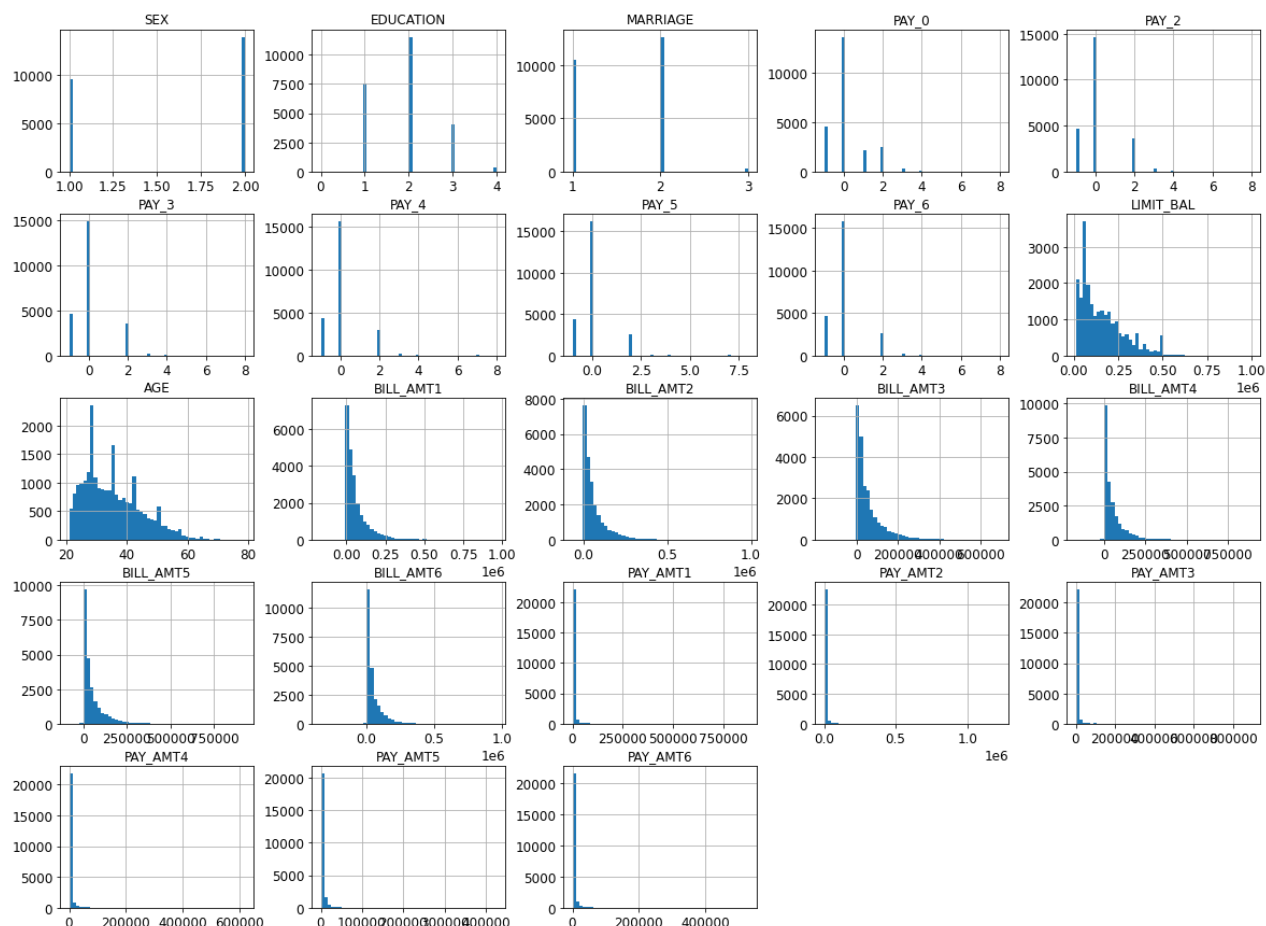 SEX EDUCATION MARRIAGE PAY_0 PAY_2
10000 5000 0
1.00 1.25 1.50 1.75 2.00
10000 7500 5000 2500 0
0 1 2 3 4
10000 5000 0
1 2 3
10000 5000 0
0 2 4 6 8
15000 10000 5000 0
0 2 4 6 8
PAY_3 PAY_4 PAY_5 PAY_6 LIMIT_BAL
15000 10000 5000 0
0 2 4 6 8
15000 10000 5000 0
0 2 4 6 8
15000 10000 5000 0
0.0 2.5 5.0 7.5
15000 10000 5000 0
0 2 4 6 8
3000 2000 1000 0
0.00 0.25 0.50 0.75 1.00
1e6
AGE BILL_AMT1 BILL_AMT2 BILL_AMT3 BILL_AMT4
2000 1500 1000 500 0
20 40 60 80
6000 4000 2000 0
0.0 0.5 1.0
1e6
8000 6000 4000 2000 0
0.0 0.5 1.0
1e6
6000 4000 2000 0
0 200000 400000 600000
10000 7500 5000 2500 0
0 250000 500000 750000
BILL_AMT5 BILL_AMT6 PAY_AMT1 PAY_AMT2 PAY_AMT3
10000 7500 5000 2500 0
0 250000 500000 750000
10000 7500 5000 2500 0
0.0 0.5 1.0
1e6
20000 15000 10000 5000 0
0 250000 500000 750000
20000 15000 10000 5000 0
0.0 0.5 1.0
1e6
20000 15000 10000 5000 0
0 200000 400000 600000 800000
PAY_AMT4 PAY_AMT5 PAY_AMT6
20000 15000 10000 5000 0
0 200000 400000 600000
20000 15000 10000 5000 0
0 100000 200000 300000 400000
20000 15000 10000 5000 0
0 200000 400000